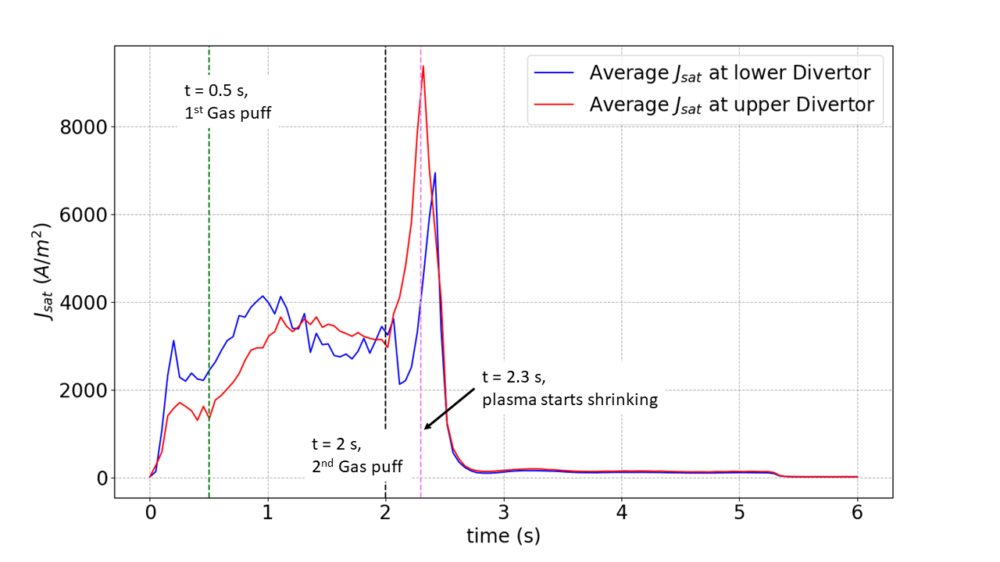 Average J_sat at lower Divertor
Average J_sat at upper Divertor
t = 0.5 s,
1st Gas puff
8000
6000
4000
2000
0
J_sat (A/m²)
t = 2.3 s,
plasma starts shrinking
t = 2 s,
2nd Gas puff
0 1 2 3 4 5 6
time (s)